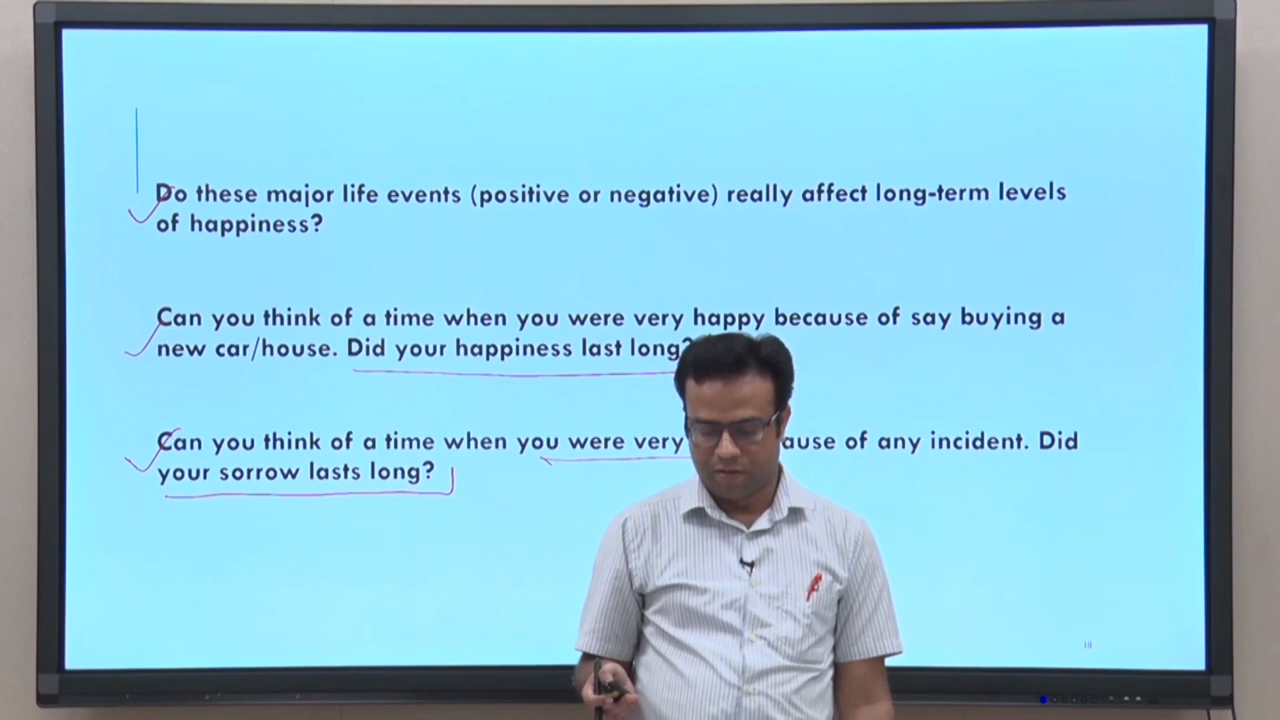 Do these major life events (positive or negative) really affect long-term levels
of happiness?
Can you think of a time when you were very happy because of say buying a
new car/house. Did your happiness last long?
Can you think of a time when you were very ause of any incident. Did
your sorrow lasts long?